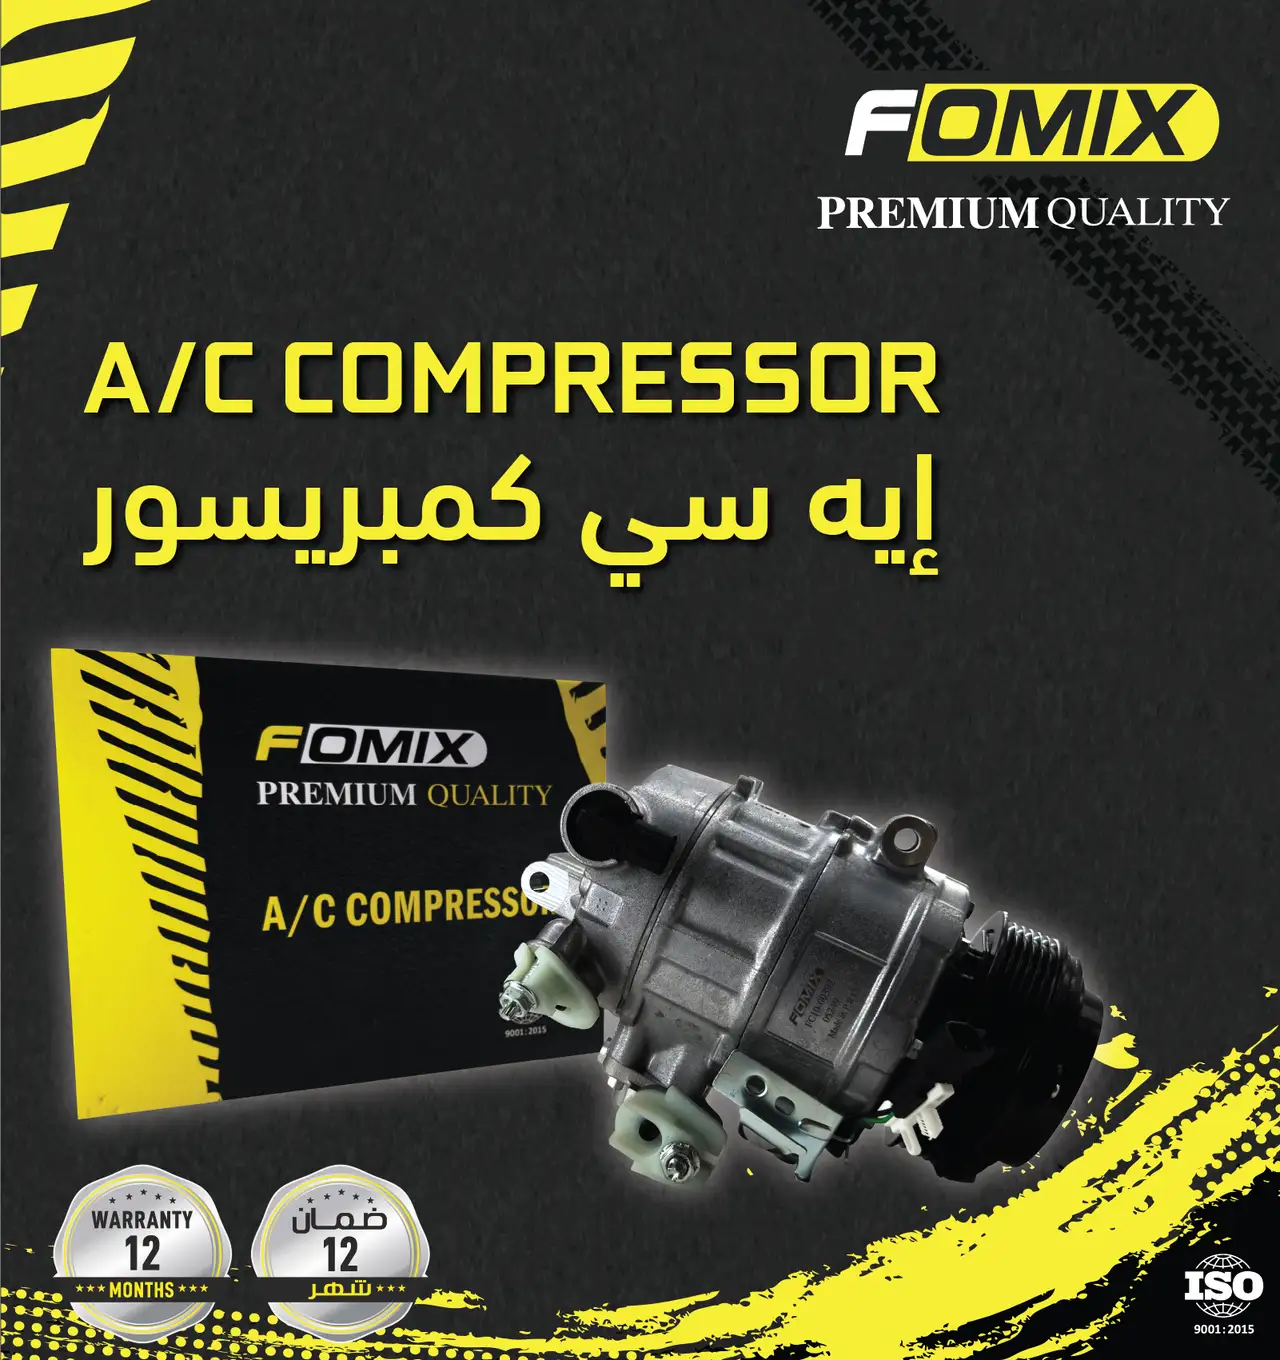 FOMIX
PREMIUM QUALITY
A/C COMPRESSOR
إيه سي كمبريسور
FOMIX
PREMIUM QUALITY
A/C COMPRESSO
9001:2015
FOMIX
WARRANTY
12
MONTHS
ضمان
12
شهر
ISO
9001:2015